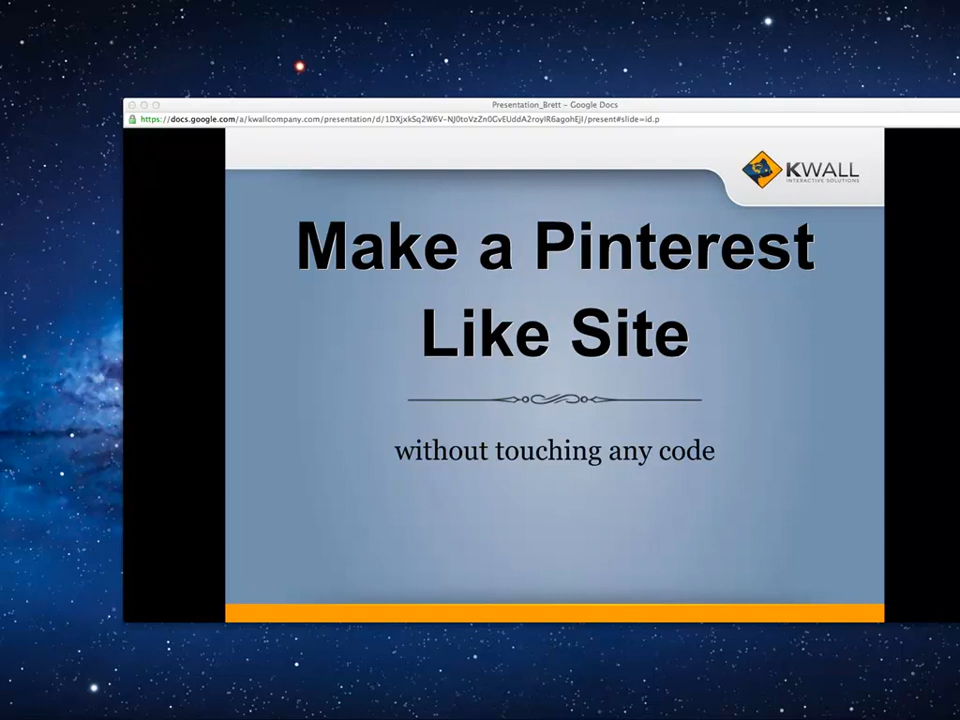 Presentation_Brett – Google Docs
https://docs.google.com/a/kwallcompany.com/presentation/d/1DXjxkSq2W6V-NJ0toVzZn0GvEUddA2roylR6agohEjI/present#slide=id.p
KWALL
INTERACTIVE SOLUTIONS
Make a Pinterest
Like Site
without touching any code